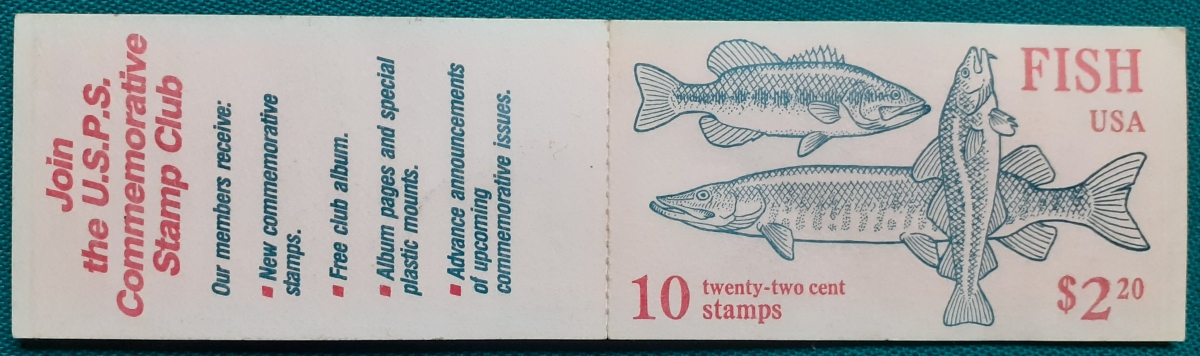 Join
the U.S.P.S.
Commemorative
Stamp Club
Our members receive:
▪ New commemorative
stamps.
▪ Free club album.
▪ Album pages and special
plastic mounts.
▪ Advance announcements
of upcoming
commemorative issues.
FISH
USA
10 twenty-two cent
stamps
$2 20